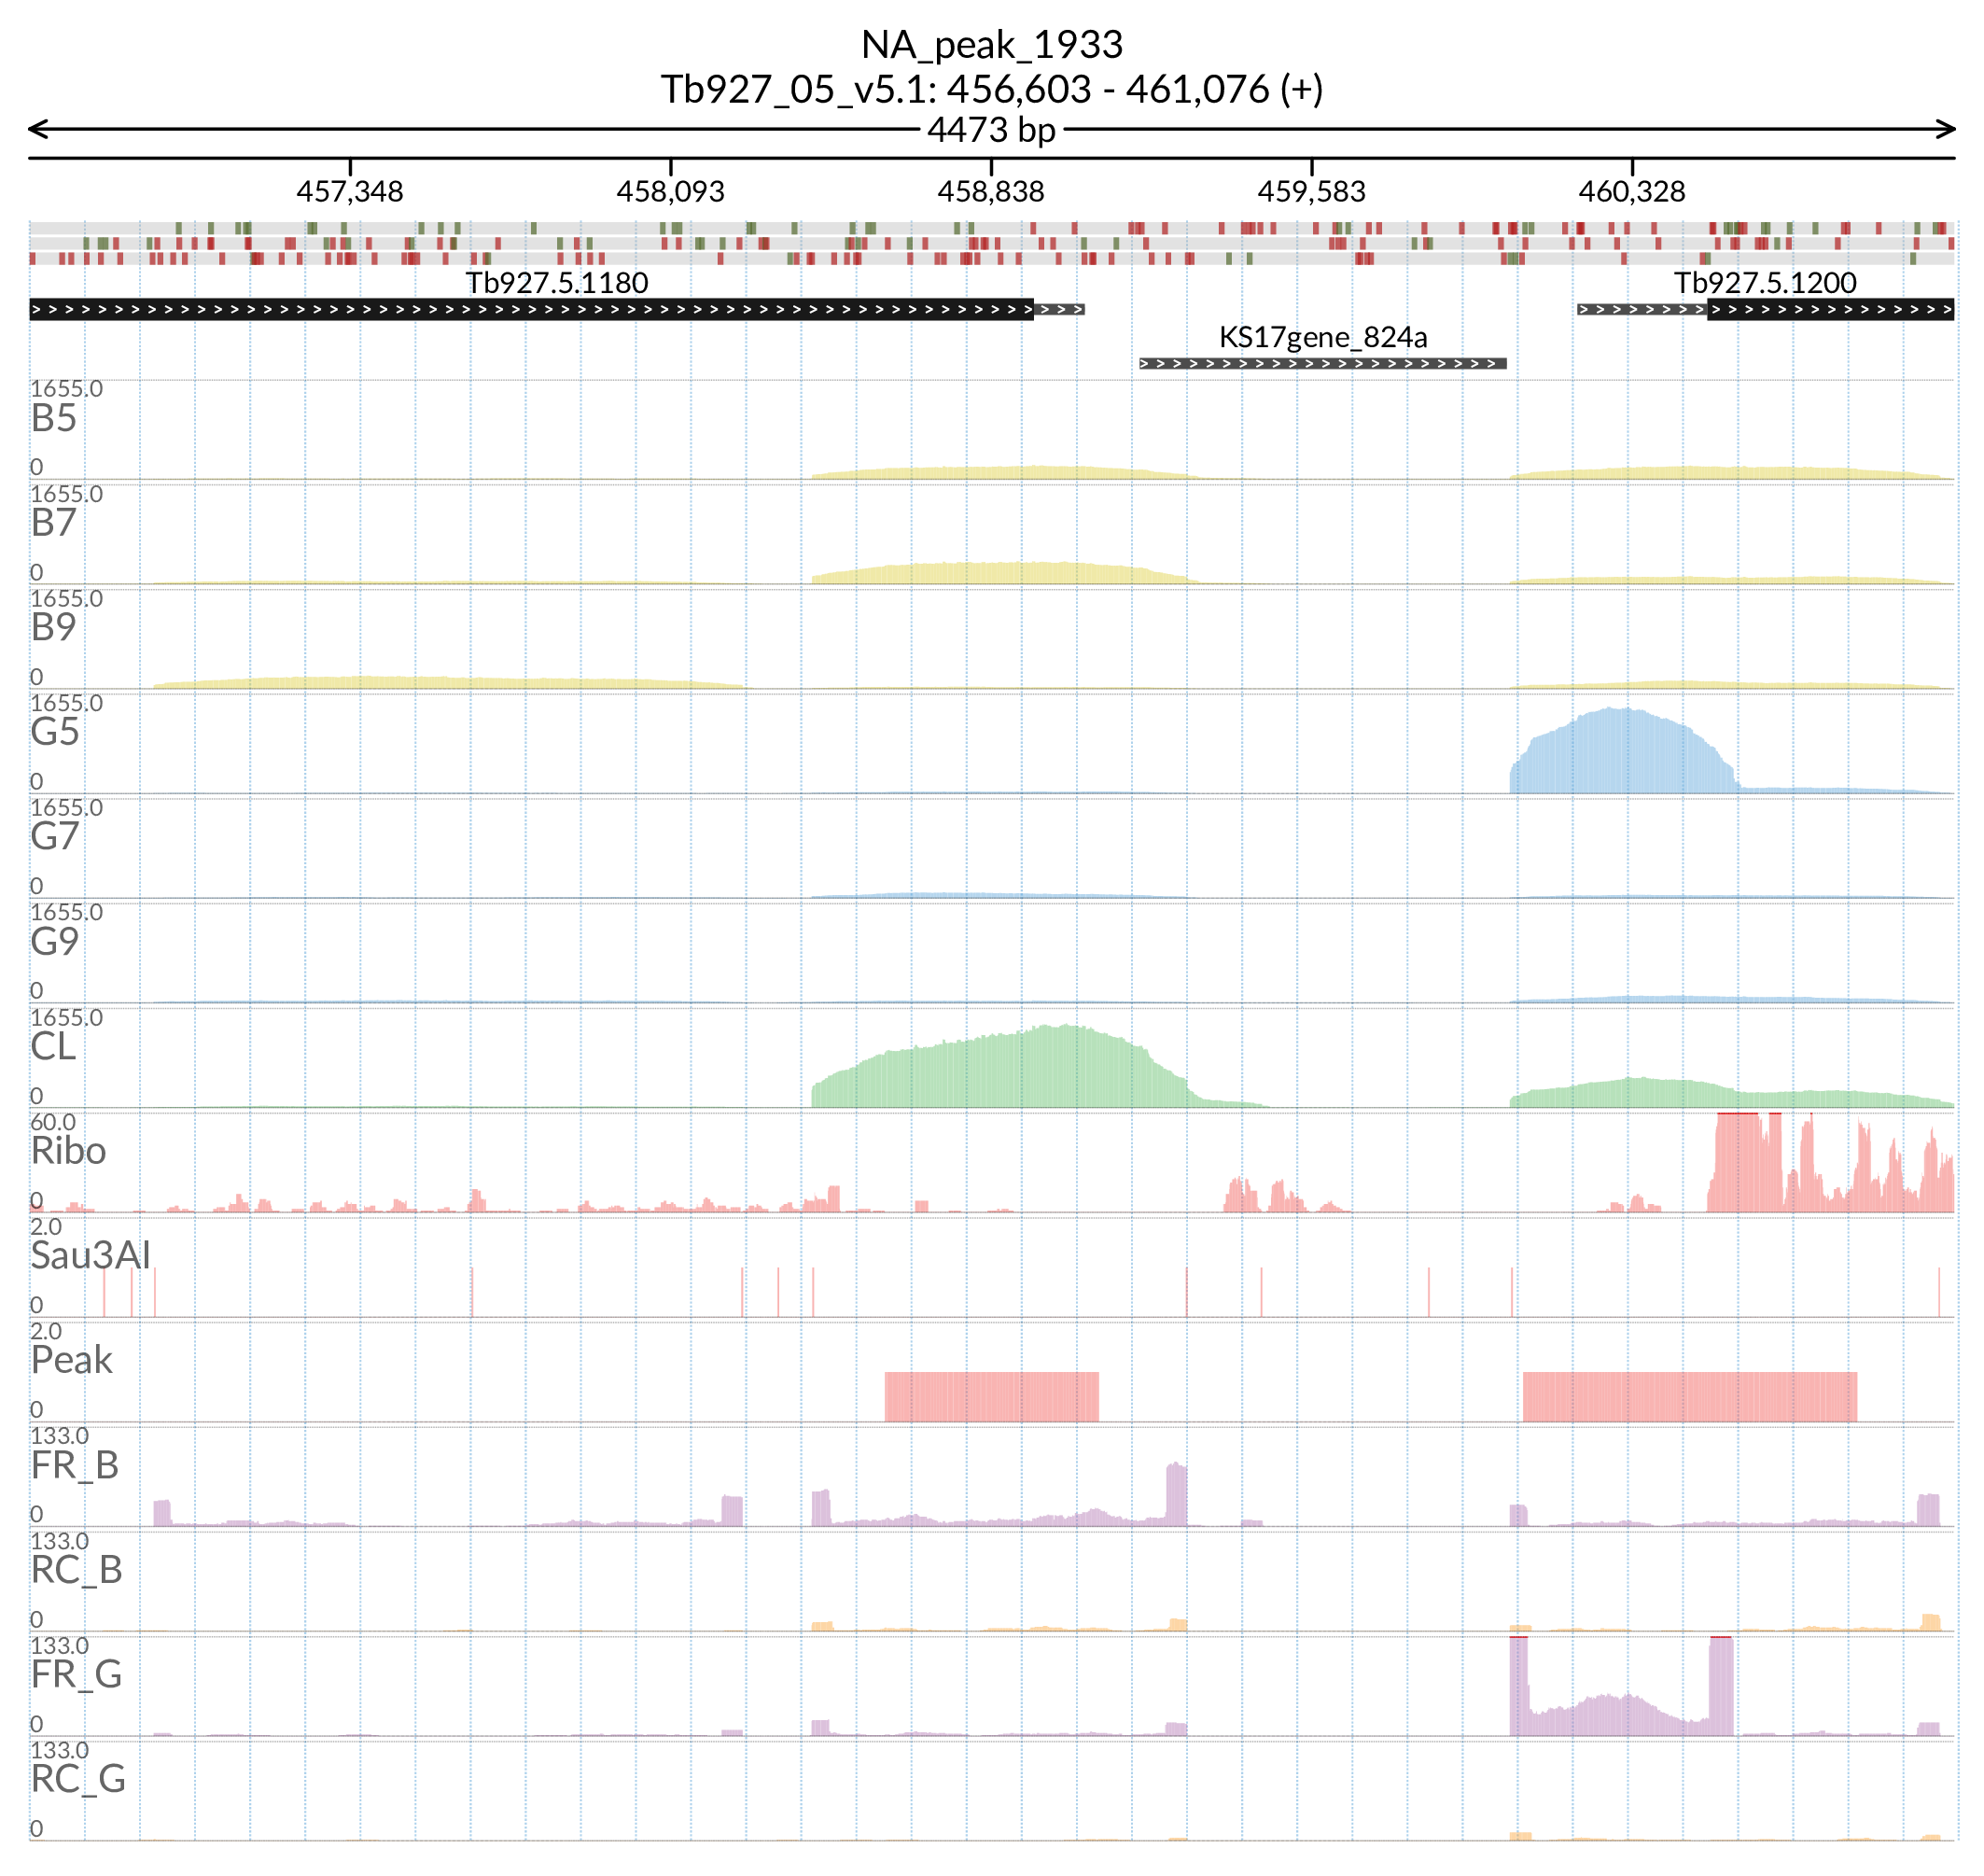 NA_peak_1933
Tb927_05_v5.1: 456,603 - 461,076 (+)
4473 bp
457,348 458,093 458,838 459,583 460,328
Tb927.5.1180 Tb927.5.1200
KS17gene_824a
1655.0
B5
0
1655.0
B7
0
1655.0
B9
0
1655.0
G5
0
1655.0
G7
0
1655.0
G9
0
1655.0
CL
0
60.0
Ribo
0
2.0
Sau3AI
0
2.0
Peak
0
133.0
FR_B
0
133.0
RC_B
0
133.0
FR_G
0
133.0
RC_G
0